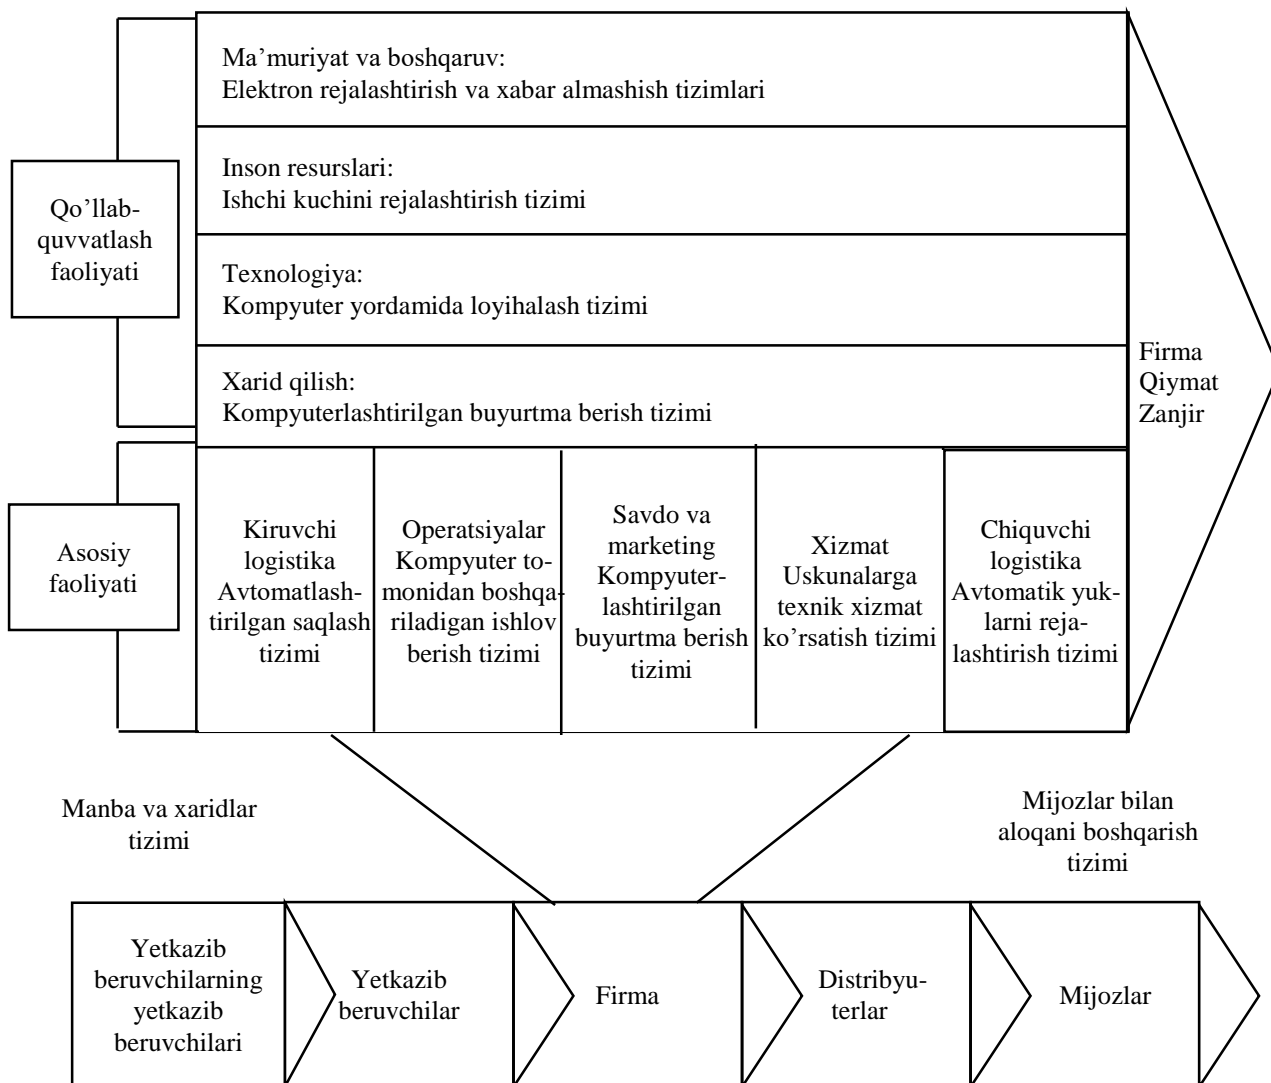 Ma’muriyat va boshqaruv:
Elektron rejalashtirish va xabar almashish tizimlari
Inson resurslari:
Ishchi kuchini rejalashtirish tizimi
Qo’llab-
quvvatlash
faoliyati
Texnologiya:
Kompyuter yordamida loyihalash tizimi
Xarid qilish:
Kompyuterlashtirilgan buyurtma berish tizimi
Firma
Qiymat
Zanjir
Asosiy
faoliyati
Kiruvchi
logistika
Avtomatlash-
tirilgan saqlash
tizimi
Operatsiyalar
Kompyuter to-
monidan boshqa-
riladigan ishlov
berish tizimi
Savdo va
marketing
Kompyuter-
lashtirilgan
buyurtma berish
tizimi
Xizmat
Uskunalarga
texnik xizmat
ko’rsatish tizimi
Chiquvchi
logistika
Avtomatik yuk-
larni reja-
lashtirish tizimi
Manba va xaridlar
tizimi
Mijozlar bilan
aloqani boshqarish
tizimi
Yetkazib
beruvchilarning
yetkazib
beruvchilari
Yetkazib
beruvchilar
Firma
Distribyu-
terlar
Mijozlar